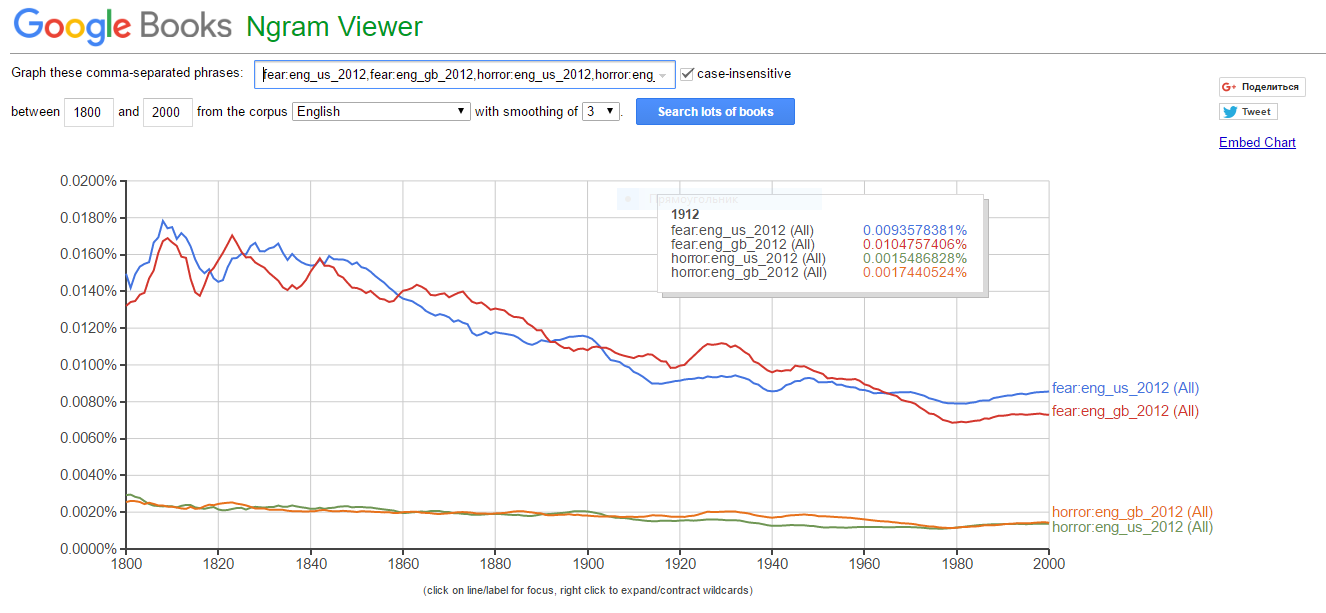 Google Books Ngram Viewer
Graph these comma-separated phrases: fear:eng_us_2012,fear:eng_gb_2012,horror:eng_us_2012,horror:eng_ case-insensitive
between 1800 and 2000 from the corpus English with smoothing of 3 . Search lots of books
G+ Поделиться
Tweet
Embed Chart
0.0200%
0.0180%
0.0160%
0.0140%
0.0120%
0.0100%
0.0080%
0.0060%
0.0040%
0.0020%
0.0000%
Прямоугольник
1912
fear:eng_us_2012 (All) 0.0093578381%
fear:eng_gb_2012 (All) 0.0104757406%
horror:eng_us_2012 (All) 0.0015486828%
horror:eng_gb_2012 (All) 0.0017440524%
fear:eng_us_2012 (All)
fear:eng_gb_2012 (All)
horror:eng_gb_2012 (All)
horror:eng_us_2012 (All)
1800 1820 1840 1860 1880 1900 1920 1940 1960 1980 2000
(click on line/label for focus, right click to expand/contract wildcards)